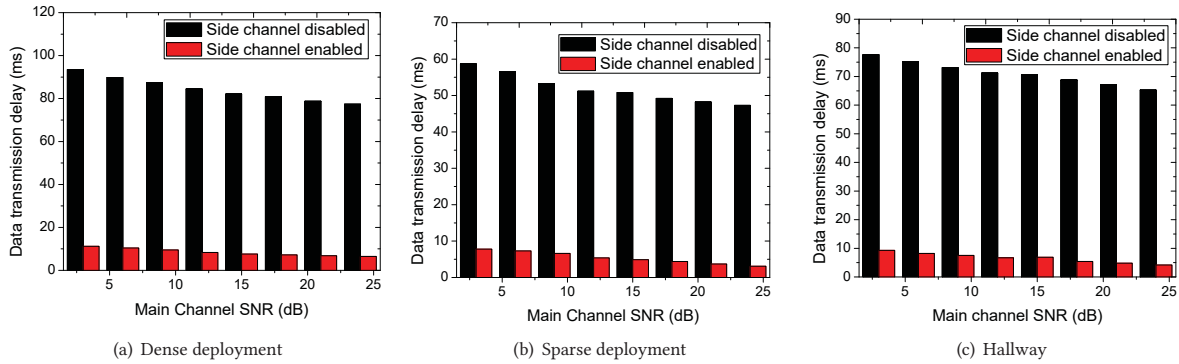 Data transmission delay (ms)
120
100
80
60
40
20
0
Side channel disabled
Side channel enabled
5
10
15
20
25
Main Channel SNR (dB)
(a) Dense deployment
Data transmission delay (ms)
70
60
50
40
30
20
10
0
Side channel disabled
Side channel enabled
5
10
15
20
25
Main Channel SNR (dB)
(b) Sparse deployment
Data transmission delay (ms)
90
80
70
60
50
40
30
20
10
0
Side channel disabled
Side channel enabled
5
10
15
20
25
Main channel SNR (dB)
(c) Hallway